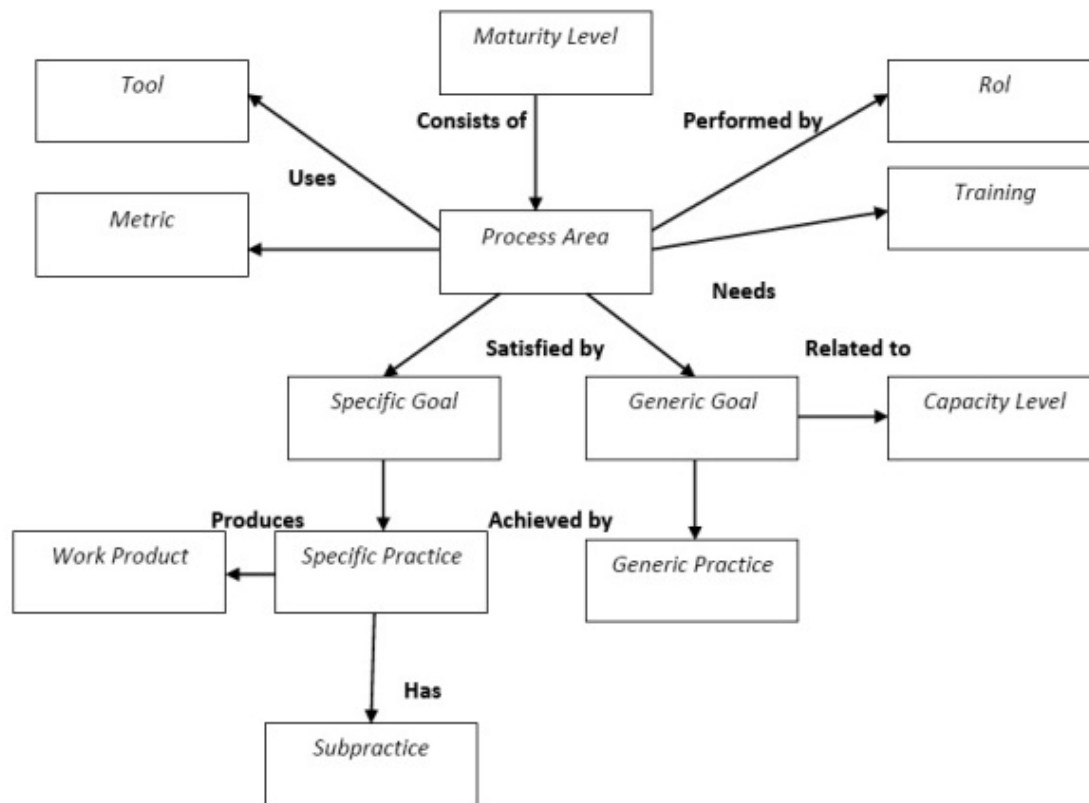 Maturity Level
Tool
Rol
Consists of
Performed by
Uses
Training
Metric
Process Area
Needs
Satisfied by
Related to
Specific Goal
Generic Goal
Capacity Level
Produces
Achieved by
Work Product
Specific Practice
Generic Practice
Has
Subpractice